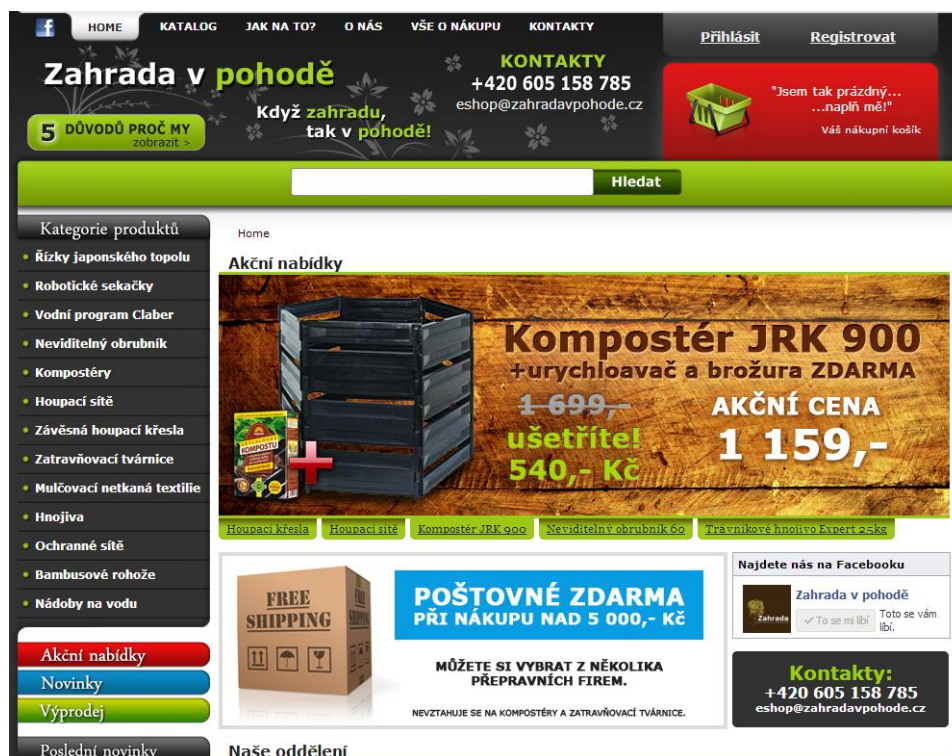 HOME
KATALOG
JAK NA TO?
O NÁS
VŠE O NÁKUPU
KONTAKTY
Přihlásit
Registrovat
Zahrada v pohodě
Když zahradu,
tak v pohodě!
KONTAKTY
+420 605 158 785
eshop@zahradavpohode.cz
5 DŮVODŮ PROČ MY
zobrazit >
"Jsem tak prázdný...
...naplň mě!"
Váš nákupní košík
Hledat
Kategorie produktů
Řízky japonského topolu
Robotické sekačky
Vodní program Claber
Neviditelný obrubník
Kompostéry
Houpací sítě
Závěsná houpací křesla
Zatravňovací tvárnice
Mulčovací netkaná textilie
Hnojiva
Ochranné sítě
Bambusové rohože
Nádoby na vodu
Akční nabídky
Novinky
Výprodej
Poslední novinky
Home
Akční nabídky
Kompostér JRK 900
+urychloavač a brožura ZDARMA
1 699,-
ušetříte!
540,- Kč
AKČNÍ CENA
1 159,-
KOMPOSTU
Houpací křesla
Houpací sítě
Kompostér JRK 900
Neviditelný obrubník 60
Trávníkové hnojivo Expert 25kg
FREE
SHIPPING
POŠTOVNÉ ZDARMA
PŘI NÁKUPU NAD 5 000,- Kč
MŮŽETE SI VYBRAT Z NĚKOLIKA
PŘEPRAVNÍCH FIREM.
NEVZTAHUJE SE NA KOMPOSTÉRY A ZATRAVŇOVACÍ TVÁRNICE.
Najdete nás na Facebooku
Zahrada
Zahrada v pohodě
To se mi líbí
Toto se vám
líbí.
Kontakty:
+420 605 158 785
eshop@zahradavpohode.cz
Naše oddělení